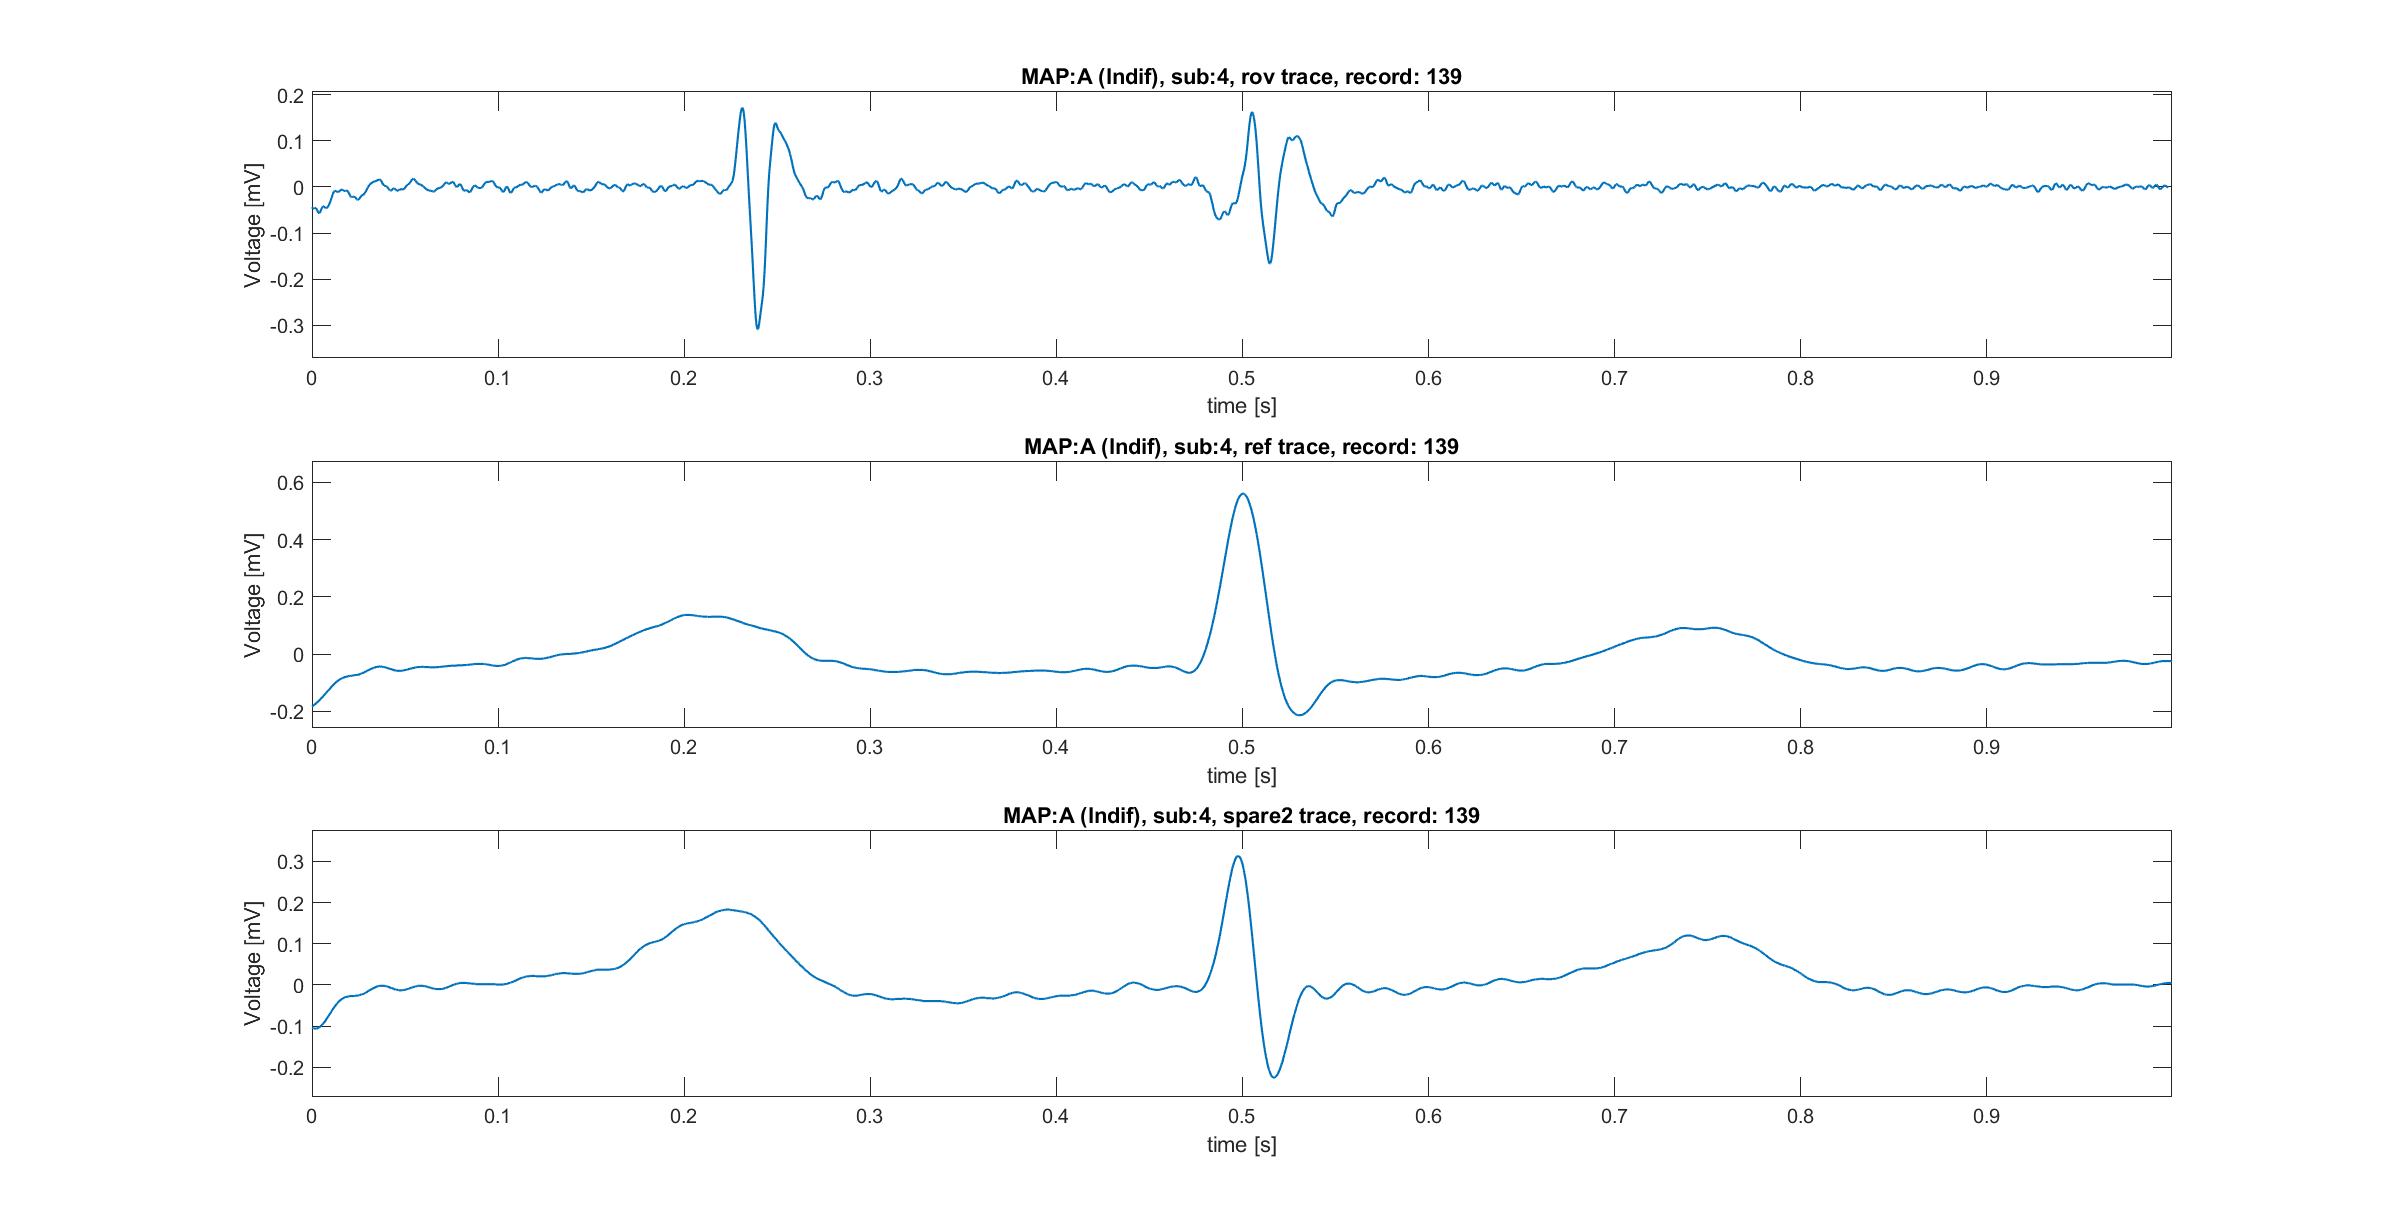 MAP:A (Indif), sub:4, rov trace, record: 139
Voltage [mV]
0.2
0.1
0
-0.1
-0.2
-0.3
0 0.1 0.2 0.3 0.4 0.5 0.6 0.7 0.8 0.9
time [s]
MAP:A (Indif), sub:4, ref trace, record: 139
Voltage [mV]
0.6
0.4
0.2
0
-0.2
0 0.1 0.2 0.3 0.4 0.5 0.6 0.7 0.8 0.9
time [s]
MAP:A (Indif), sub:4, spare2 trace, record: 139
Voltage [mV]
0.3
0.2
0.1
0
-0.1
-0.2
0 0.1 0.2 0.3 0.4 0.5 0.6 0.7 0.8 0.9
time [s]